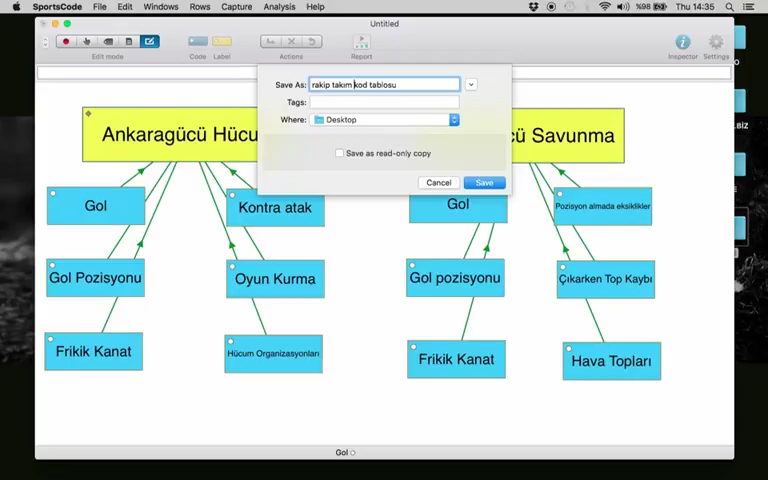 SportsCode File Edit Windows Rows Capture Analysis Help
%98 Thu 14:35
Untitled
Edit mode Code Label Actions Report Inspector Settings
Save As: rakip takım kod tablosu
Tags:
Where: Desktop
Save as read-only copy
Cancel Save
Ankaragücü Hücu
cü Savunma
Gol Kontra atak Gol Pozisyon almada eksiklikler
Gol Pozisyonu Oyun Kurma Gol pozisyonu Çıkarken Top Kaybı
Frikik Kanat Hücum Organizasyonları Frikik Kanat Hava Topları
Gol
O
.BİZ